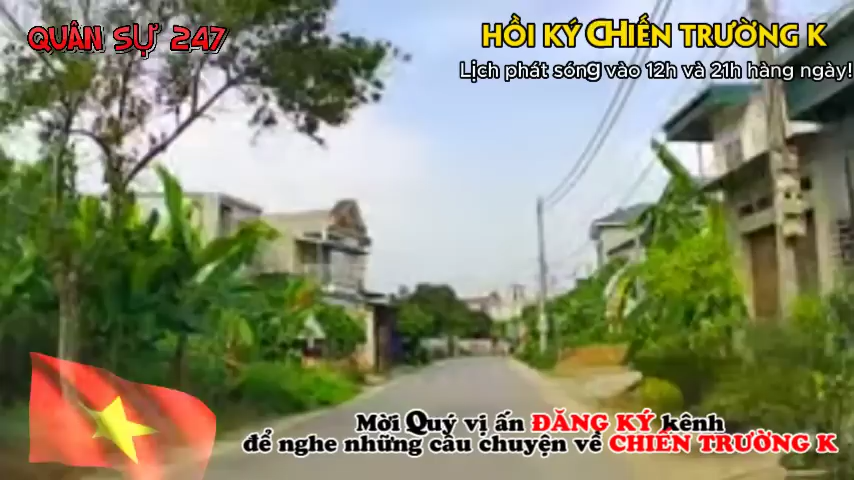 QUÂN SỰ 247
HỒI KÝ CHIẾN TRƯỜNG K
Lịch phát sóng vào 12h và 21h hàng ngày!
Mời Quý vị ấn ĐĂNG KÝ kênh
để nghe những câu chuyện về CHIẾN TRƯỜNG K